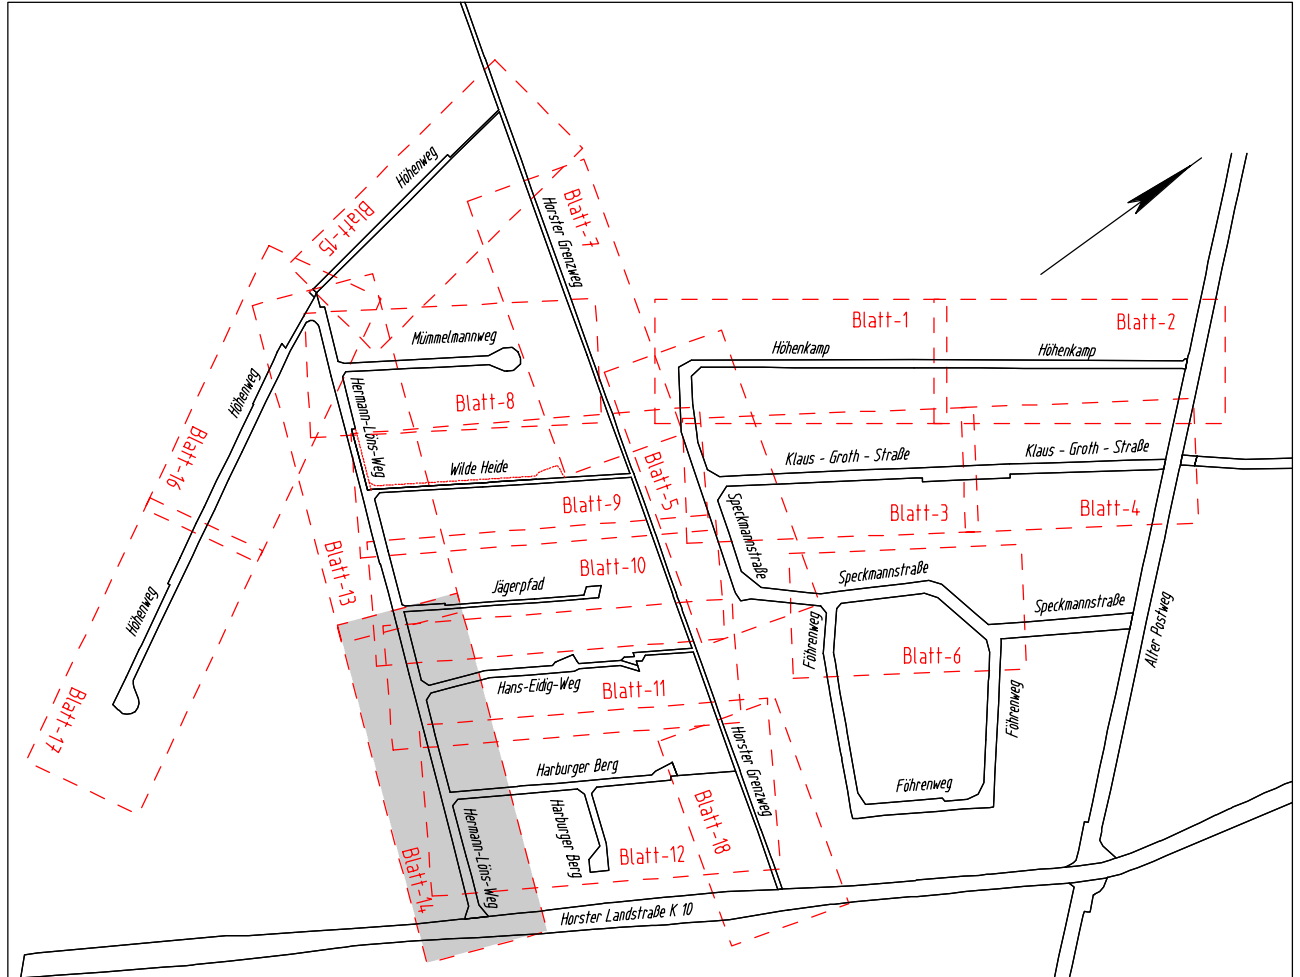 Höhenweg
Blatt-15
Blatt-7
Horster Grenzweg
Blatt-1
Blatt-2
Mümmelmannweg
Höhenkamp
Höhenkamp
Höhenweg
Hermann-Löns-Weg
Blatt-8
Blatt-16
Wilde Heide
Klaus - Groth - Straße
Klaus - Groth - Straße
Blatt-5
Blatt-9
Blatt-3
Blatt-4
Speckmannstraße
Blatt-13
Blatt-10
Jägerpfad
Speckmannstraße
Speckmannstraße
Höhenweg
Föhrenweg
Alter Postweg
Blatt-6
Hans-Eidig-Weg
Blatt-11
Föhrenweg
Blatt-17
Harburger Berg
Horster Grenzweg
Föhrenweg
Hermann-Löns-Weg
Harburger Berg
Blatt-18
Blatt-12
Blatt-14
Horster Landstraße K 10